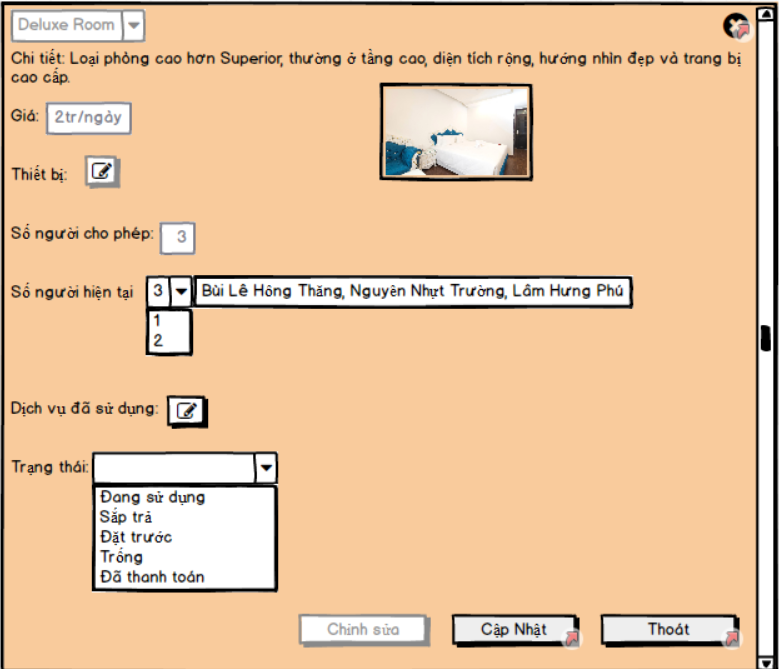 Deluxe Room
Chi tiết: Loại phòng cao hơn Superior, thường ở tầng cao, diện tích rộng, hướng nhìn đẹp và trang bị
cao cấp.
Giá: 2tr/ngày
Thiết bị:
Số người cho phép: 3
Số người hiện tại 3 Bùi Lê Hồng Thăng, Nguyên Nhựt Trường, Lâm Hưng Phú
1
2
Dịch vụ đã sử dụng:
Trạng thái:
Đang sử dụng
Sắp trả
Đặt trước
Trống
Đã thanh toán
Chỉnh sửa Cập Nhật Thoát